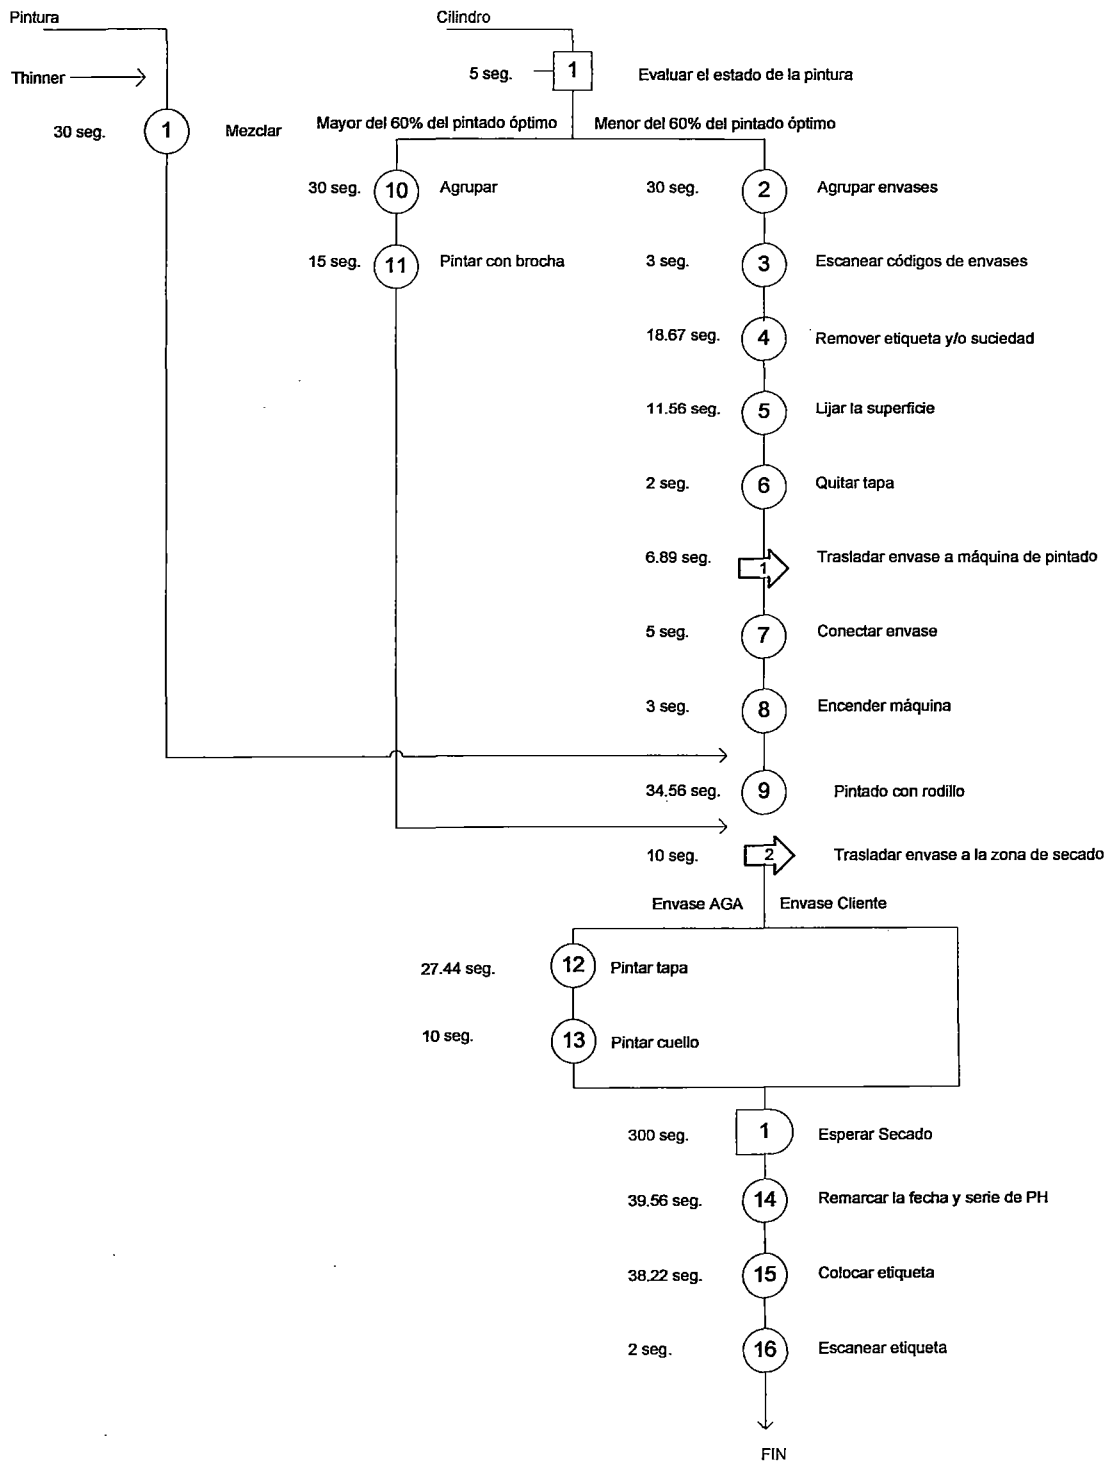 Pintura
Cilindro
Thinner
5 seg. 1 Evaluar el estado de la pintura
30 seg. 1 Mezclar
Mayor del 60% del pintado óptimo Menor del 60% del pintado óptimo
30 seg. 10 Agrupar
30 seg. 2 Agrupar envases
15 seg. 11 Pintar con brocha
3 seg. 3 Escanear códigos de envases
18.67 seg. 4 Remover etiqueta y/o suciedad
11.56 seg. 5 Lijar la superficie
2 seg. 6 Quitar tapa
6.89 seg. 1 Trasladar envase a máquina de pintado
5 seg. 7 Conectar envase
3 seg. 8 Encender máquina
34.56 seg. 9 Pintado con rodillo
10 seg. 2 Trasladar envase a la zona de secado
Envase AGA Envase Cliente
27.44 seg. 12 Pintar tapa
10 seg. 13 Pintar cuello
300 seg. 1 Esperar Secado
39.56 seg. 14 Remarcar la fecha y serie de PH
38.22 seg. 15 Colocar etiqueta
2 seg. 16 Escanear etiqueta
FIN